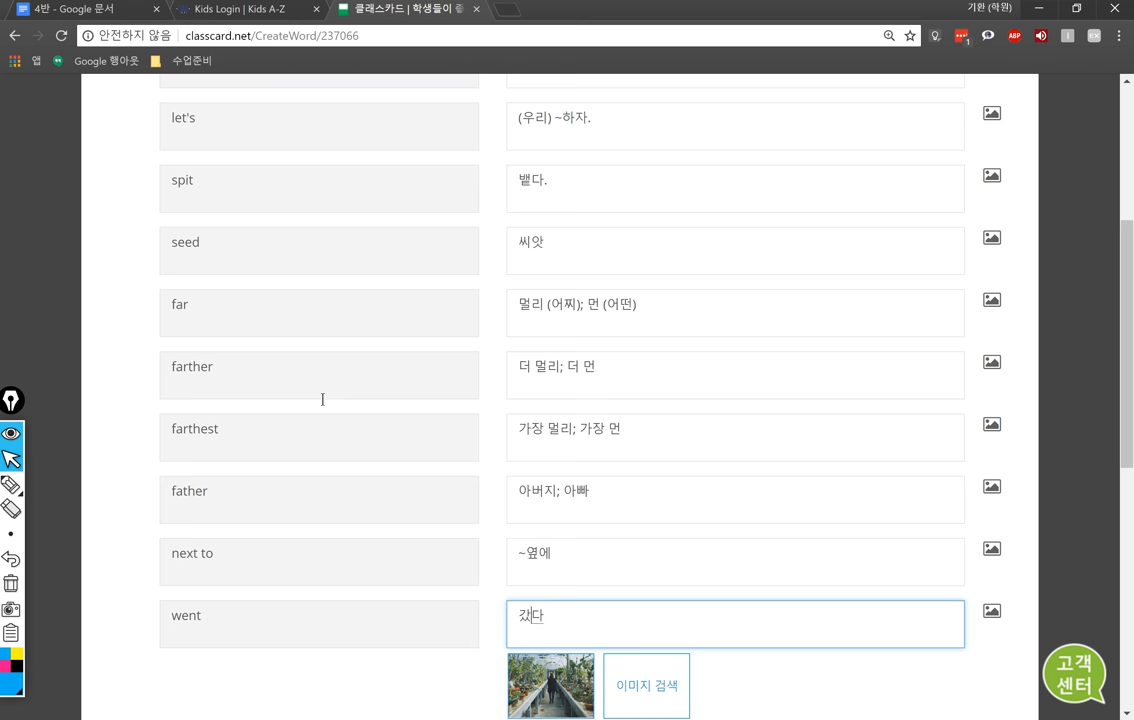 4반 - Google 문서
Kids Login | Kids A-Z
클래스카드 | 학생들이 좋
기환 (학원)
안전하지 않음
classcard.net/CreateWord/237066
1
ABP
앱
Google 행아웃
수업준비
let's
(우리) ~하자.
spit
뱉다.
seed
씨앗
far
멀리 (어찌); 먼 (어떤)
farther
더 멀리; 더 먼
farthest
가장 멀리; 가장 먼
father
아버지; 아빠
next to
~옆에
went
갔다
이미지 검색
고객
센터